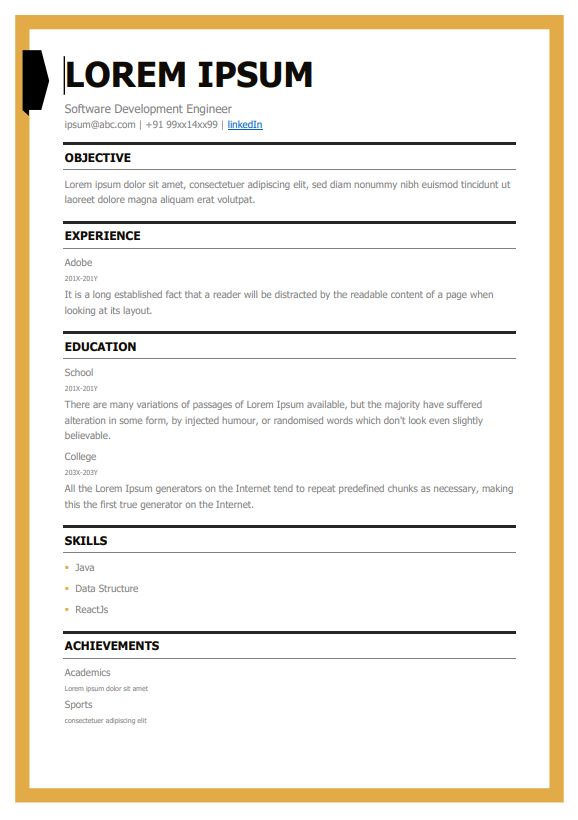 LOREM IPSUM
Software Development Engineer
ipsum@abc.com | +91 99xx14xx99 | linkedIn
OBJECTIVE
Lorem ipsum dolor sit amet, consectetuer adipiscing elit, sed diam nonummy nibh euismod tincidunt ut
laoreet dolore magna aliquam erat volutpat.
EXPERIENCE
Adobe
201X-201Y
It is a long established fact that a reader will be distracted by the readable content of a page when
looking at its layout.
EDUCATION
School
201X-201Y
There are many variations of passages of Lorem Ipsum available, but the majority have suffered
alteration in some form, by injected humour, or randomised words which don't look even slightly
believable.
College
203X-203Y
All the Lorem Ipsum generators on the Internet tend to repeat predefined chunks as necessary, making
this the first true generator on the Internet.
SKILLS
▪ Java
▪ Data Structure
▪ ReactJs
ACHIEVEMENTS
Academics
Lorem ipsum dolor sit amet
Sports
consectetuer adipiscing elit